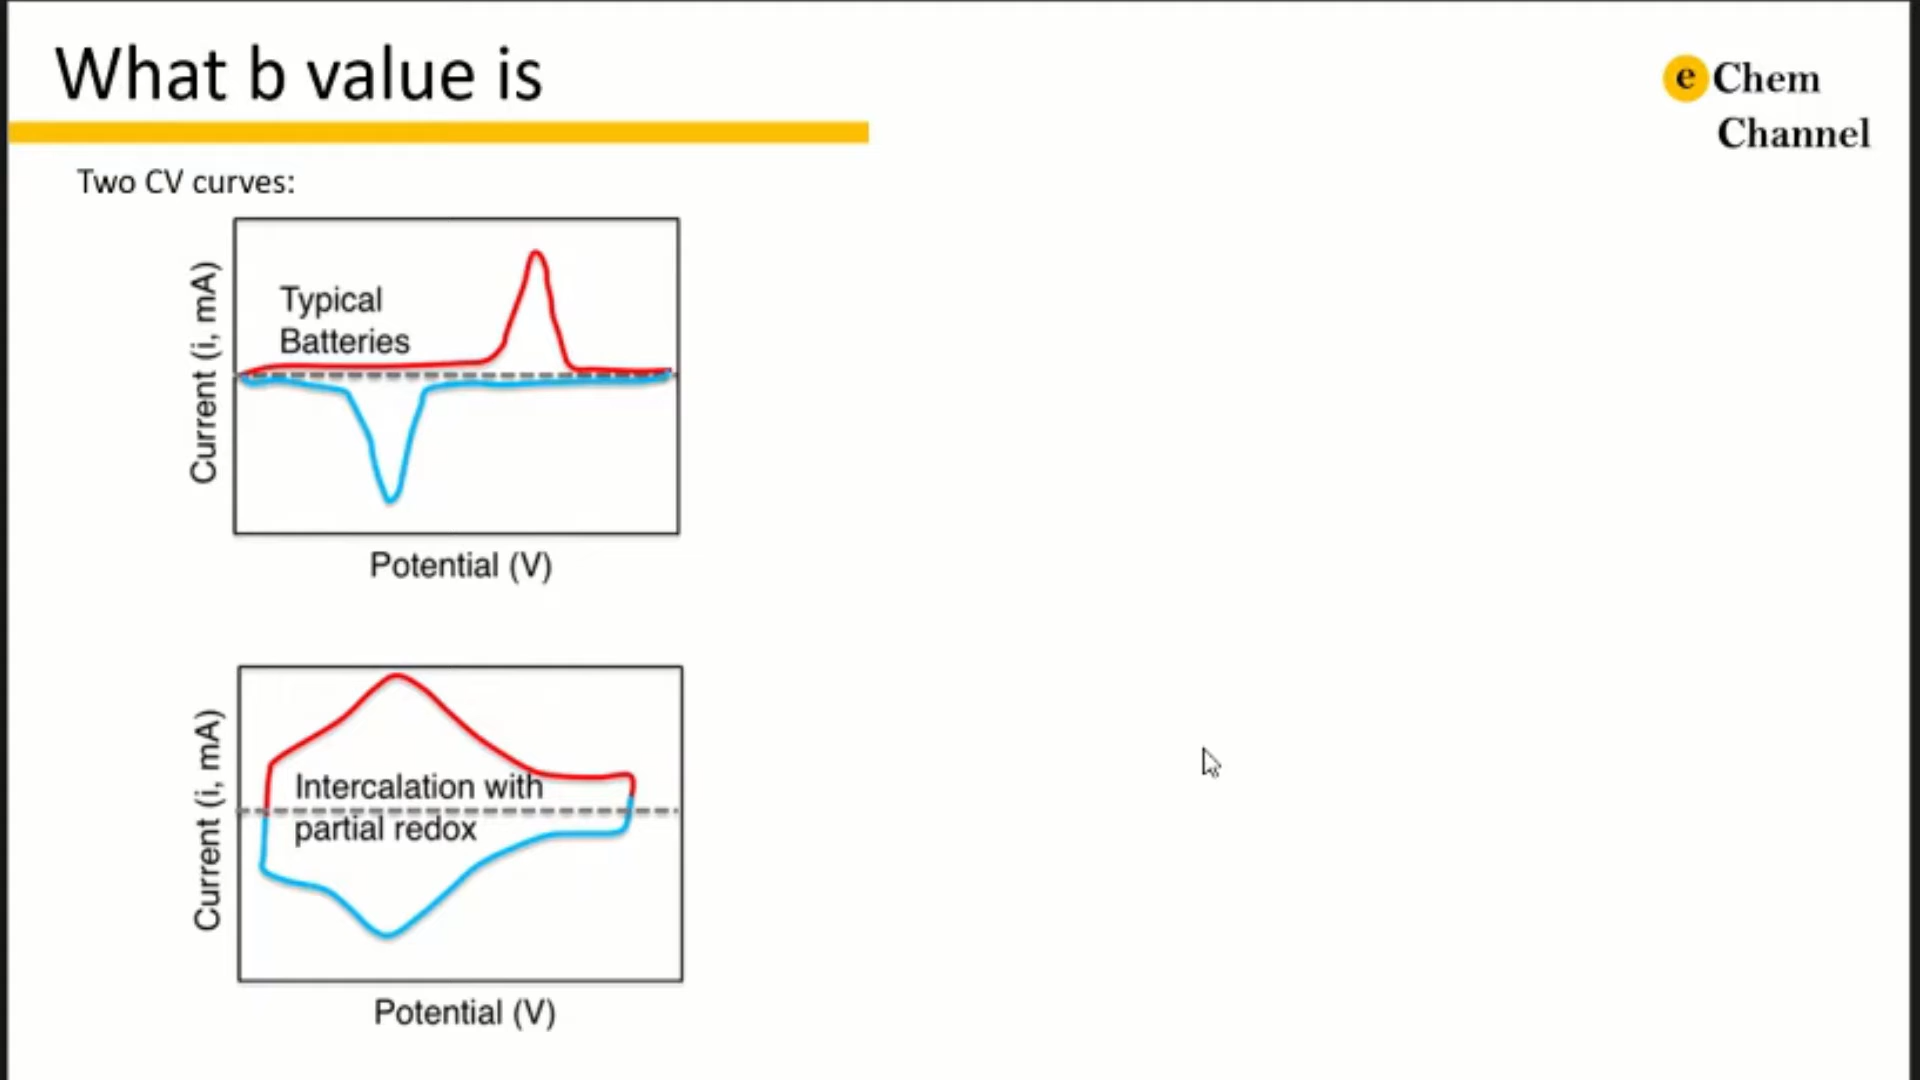 What b value is
e Chem
Channel
Two CV curves:
Current (i, mA)
Typical
Batteries
Potential (V)
Current (i, mA)
Intercalation with
partial redox
Potential (V)